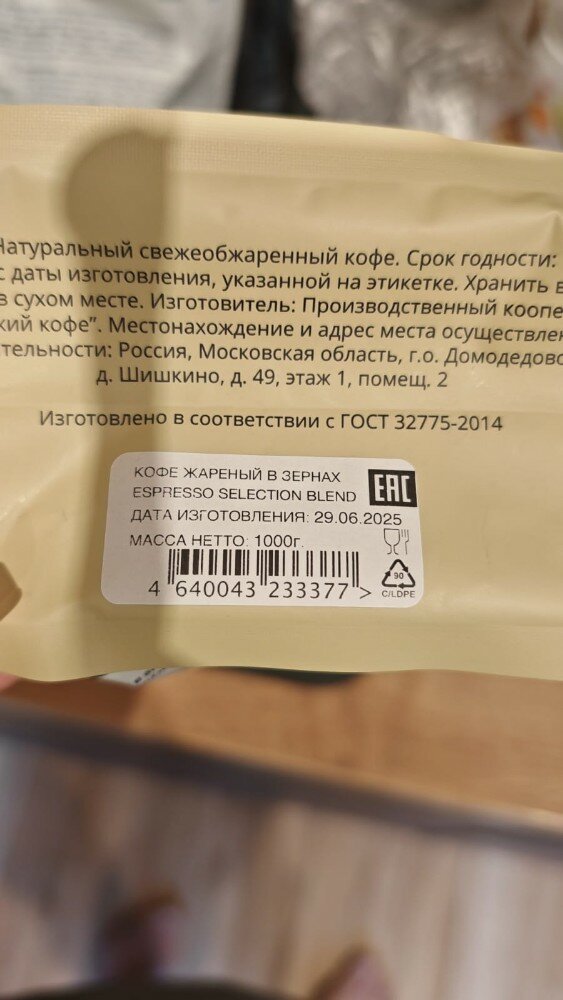 Натуральный свежеобжаренный кофе. Срок годности:
с даты изготовления, указанной на этикетке. Хранить в
в сухом месте. Изготовитель: Производственный коопе
кий кофе". Местонахождение и адрес места осуществлен
тельности: Россия, Московская область, г.о. Домодедово
д. Шишкино, д. 49, этаж 1, помещ. 2
Изготовлено в соответствии с ГОСТ 32775-2014
КОФЕ ЖАРЕНЫЙ В ЗЕРНАХ
ESPRESSO SELECTION BLEND
EAC
ДАТА ИЗГОТОВЛЕНИЯ: 29.06.2025
МАССА НЕТТО: 1000г.
90
C/LDPE
4 640043 233377 >